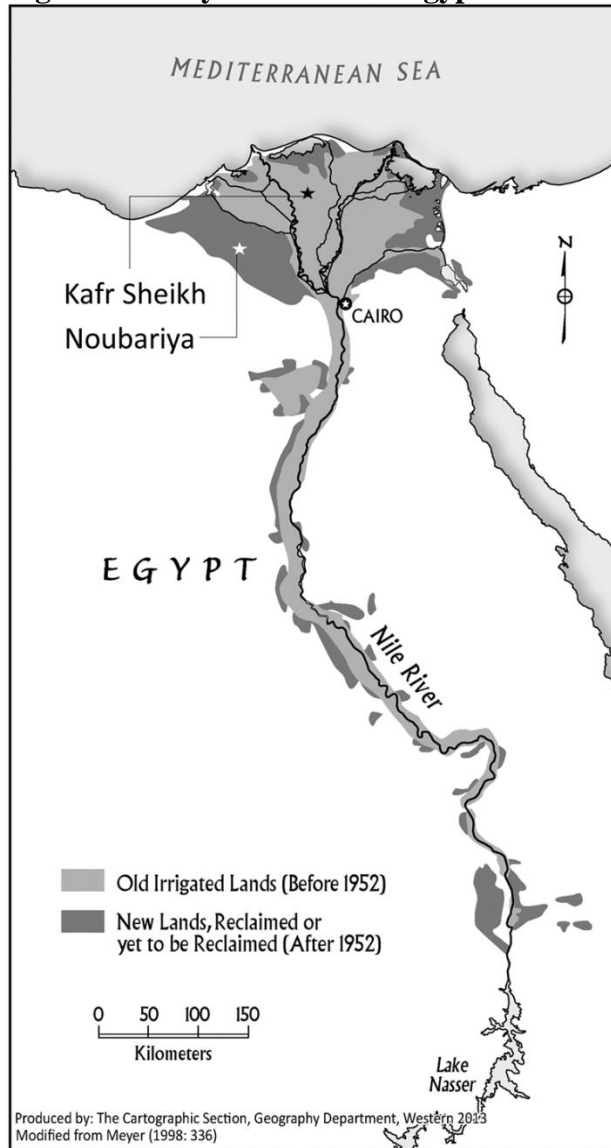 MEDITERRANEAN SEA
Kafr Sheikh
Noubariya
CAIRO
N
EGYPT
Nile River
Old Irrigated Lands (Before 1952)
New Lands, Reclaimed or
yet to be Reclaimed (After 1952)
0 50 100 150
Kilometers
Lake
Nasser
Produced by: The Cartographic Section, Geography Department, Western 2013
Modified from Meyer (1998: 336)